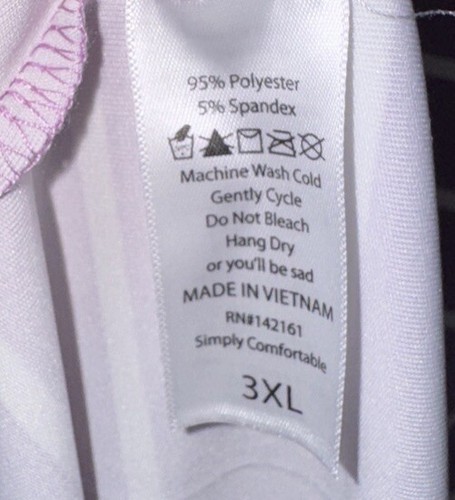 95% Polyester
5% Spandex
Machine Wash Cold
Gently Cycle
Do Not Bleach
Hang Dry
or you'll be sad
MADE IN VIETNAM
RN#142161
Simply Comfortable
3XL